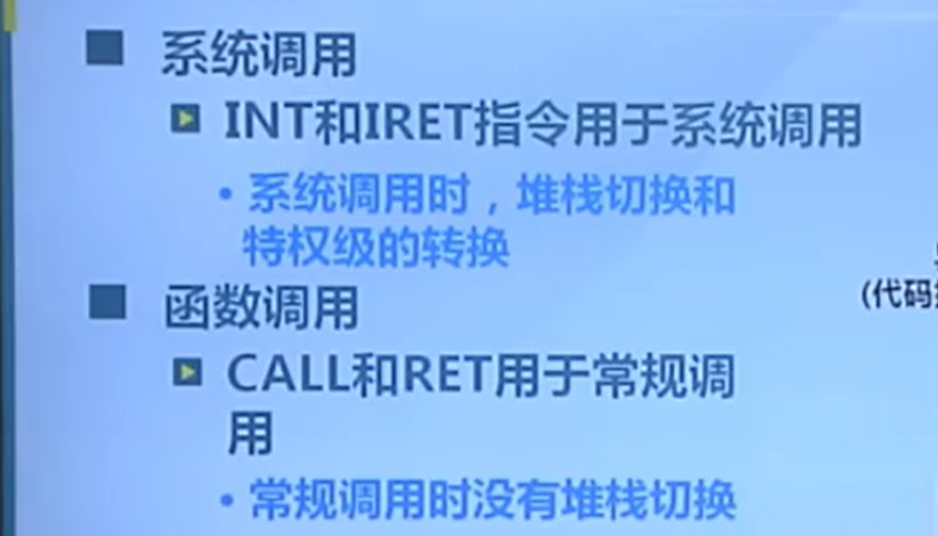 系统调用
INT和IRET指令用于系统调用
• 系统调用时，堆栈切换和
特权级的转换
(代码
函数调用
CALL和RET用于常规调
用
• 常规调用时没有堆栈切换